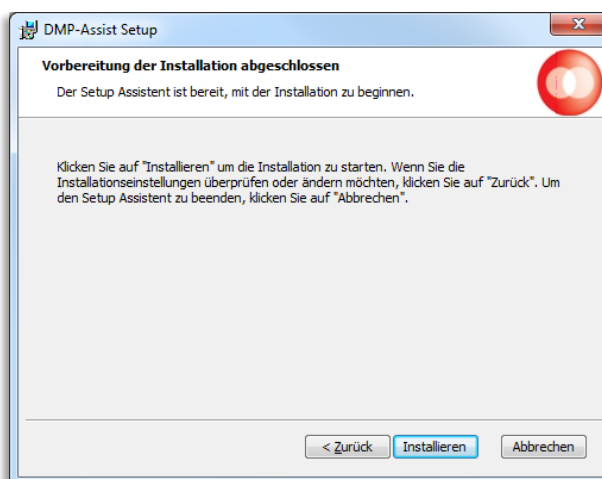 DMP-Assist Setup
Vorbereitung der Installation abgeschlossen
Der Setup Assistent ist bereit, mit der Installation zu beginnen.
Klicken Sie auf "Installieren" um die Installation zu starten. Wenn Sie die
Installationseinstellungen überprüfen oder ändern möchten, klicken Sie auf "Zurück". Um
den Setup Assistent zu beenden, klicken Sie auf "Abbrechen".
< Zurück Installieren Abbrechen